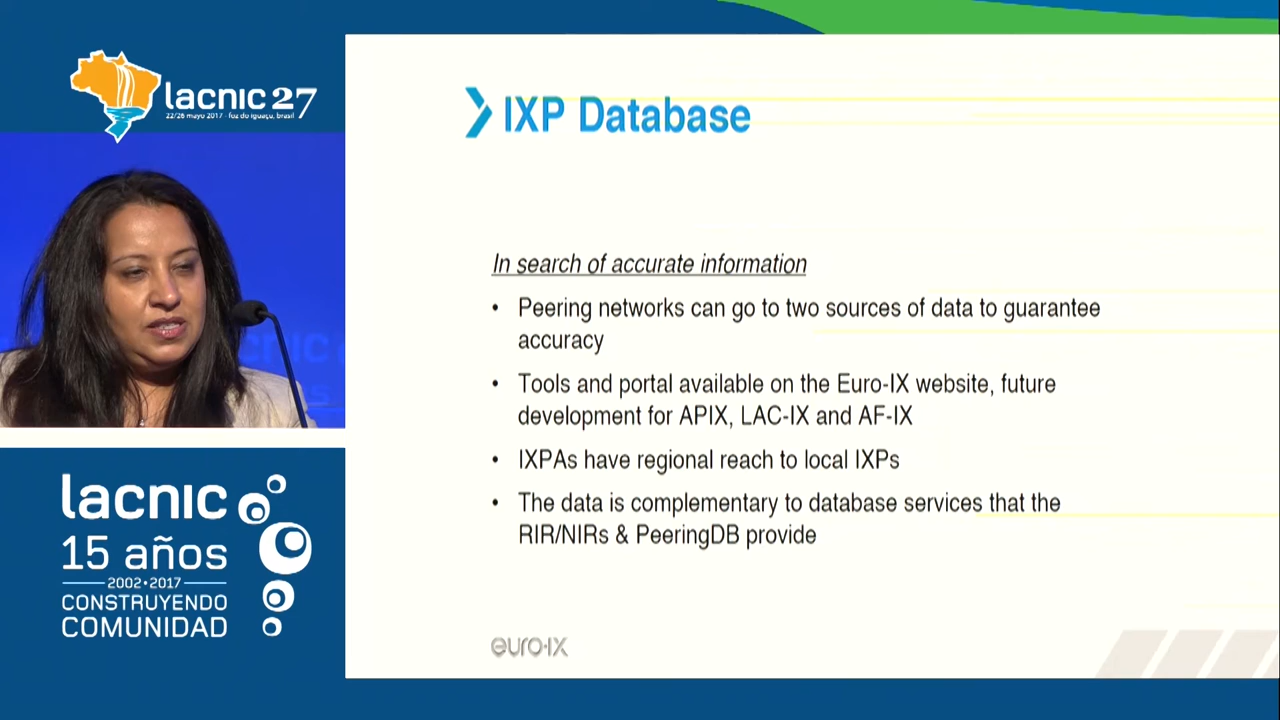 lacnic 27
22/26 mayo 2017 - foz do iguaçu, brasil
IXP Database
In search of accurate information
• Peering networks can go to two sources of data to guarantee
accuracy
• Tools and portal available on the Euro-IX website, future
development for APIX, LAC-IX and AF-IX
• IXPAs have regional reach to local IXPs
• The data is complementary to database services that the
RIR/NIRs & PeeringDB provide
euro-ix
lacnic
15 años
2002•2017
CONSTRUYENDO
COMUNIDAD